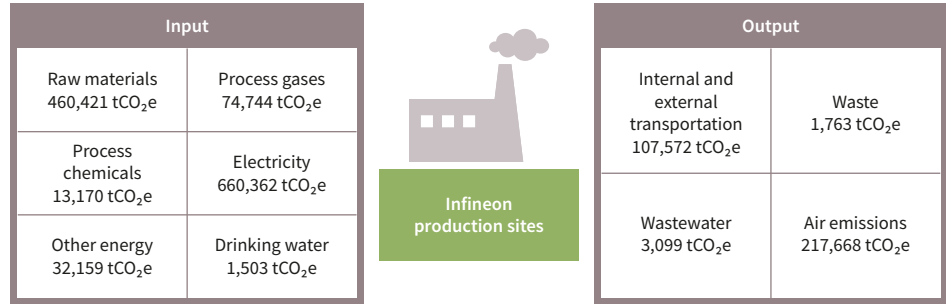 Input
Raw materials
460,421 tCO₂e
Process gases
74,744 tCO₂e
Process
chemicals
13,170 tCO₂e
Electricity
660,362 tCO₂e
Other energy
32,159 tCO₂e
Drinking water
1,503 tCO₂e
Infineon
production sites
Output
Internal and
external
transportation
107,572 tCO₂e
Waste
1,763 tCO₂e
Wastewater
3,099 tCO₂e
Air emissions
217,668 tCO₂e